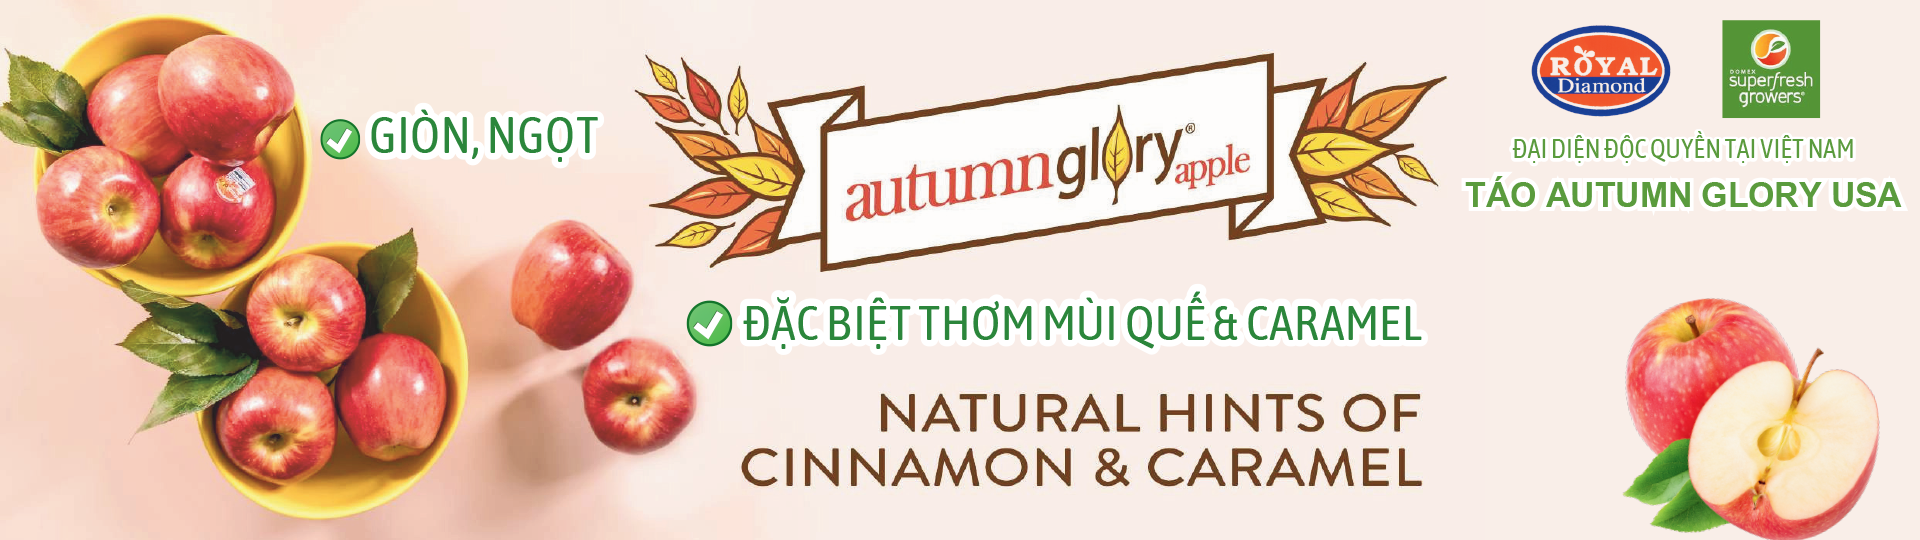 GIÒN, NGỌT
autumnglory®
apple
ROYAL
Diamond
DOMEX
superfresh
growers®
ĐẠI DIỆN ĐỘC QUYỀN TẠI VIỆT NAM
TÁO AUTUMN GLORY USA
ĐẶC BIỆT THƠM MÙI QUẾ & CARAMEL
NATURAL HINTS OF
CINNAMON & CARAMEL